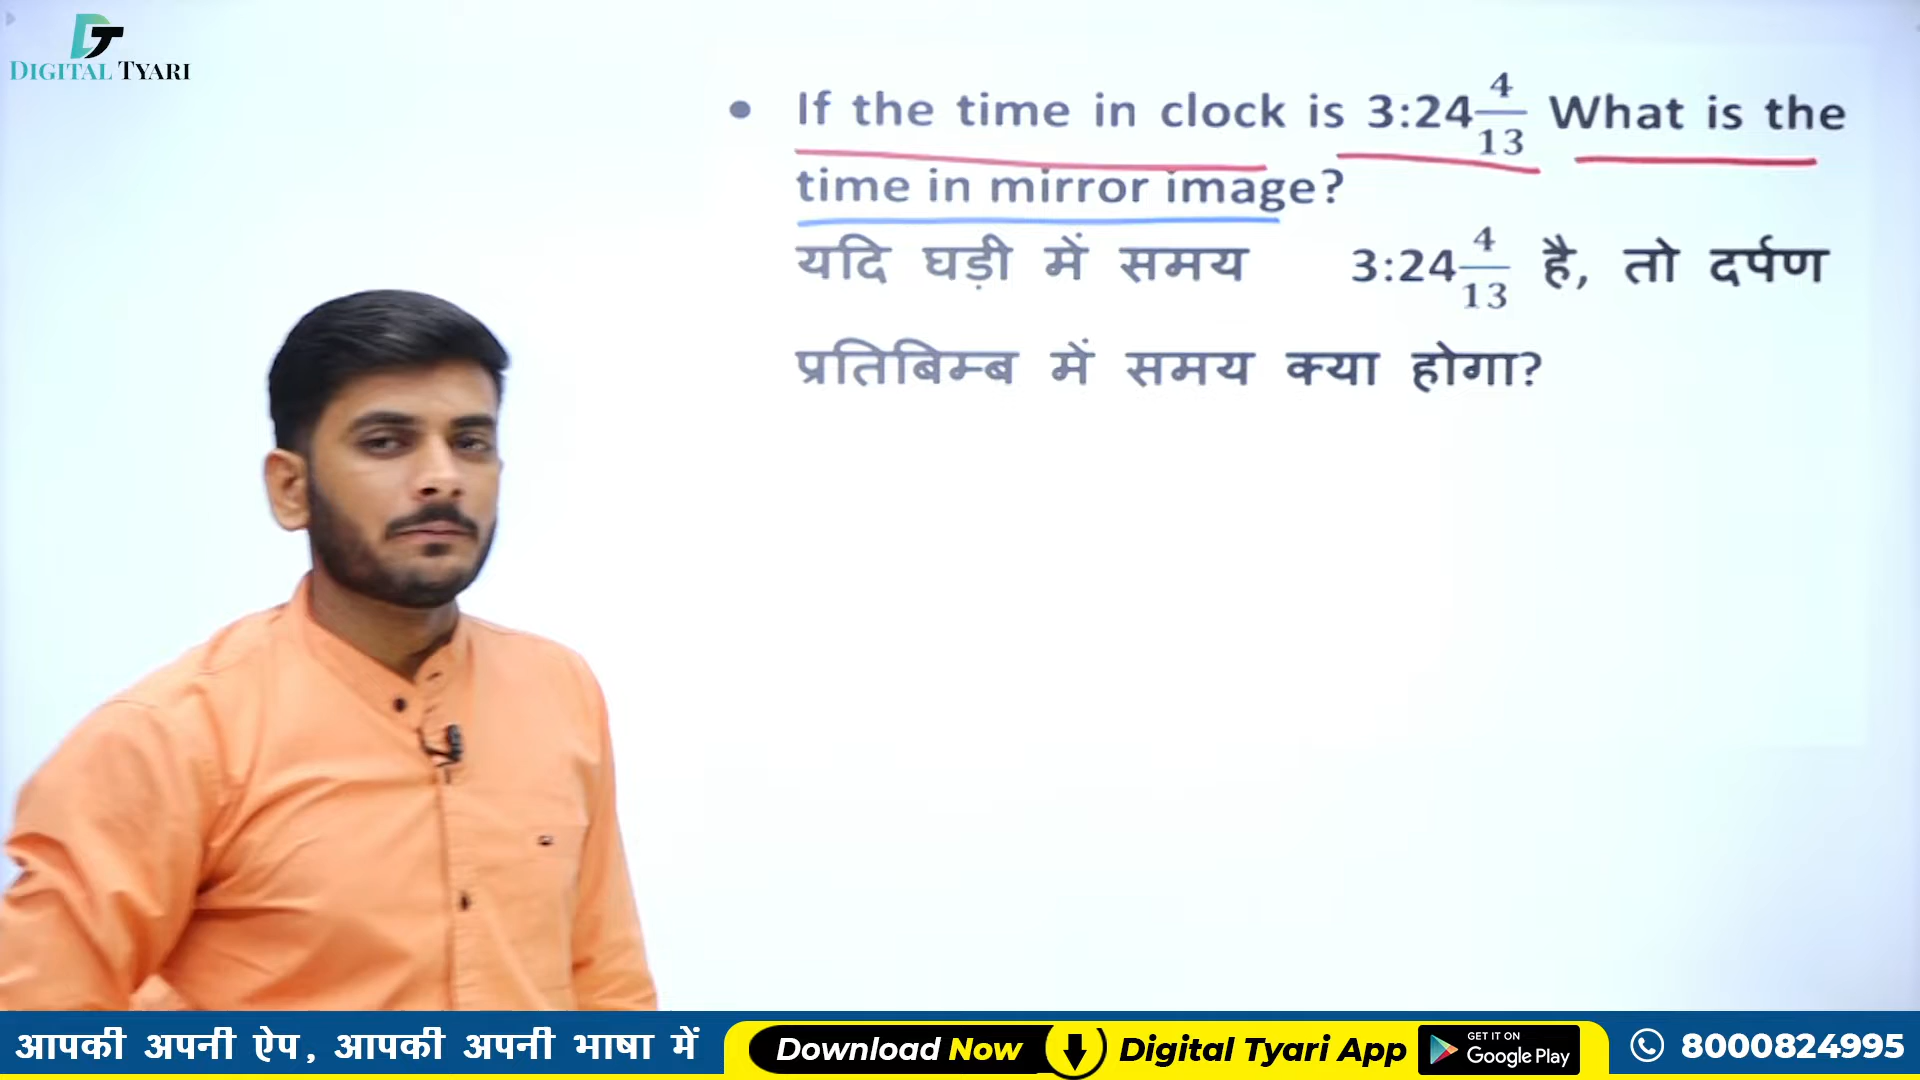 DT
DIGITAL TYARI
• If the time in clock is 3:24 4/13 What is the
time in mirror image?
यदि घड़ी में समय 3:24 4/13 है, तो दर्पण
प्रतिबिम्ब में समय क्या होगा?
आपकी अपनी ऐप, आपकी अपनी भाषा में
Download Now
Digital Tyari App
GET IT ON
Google Play
8000824995